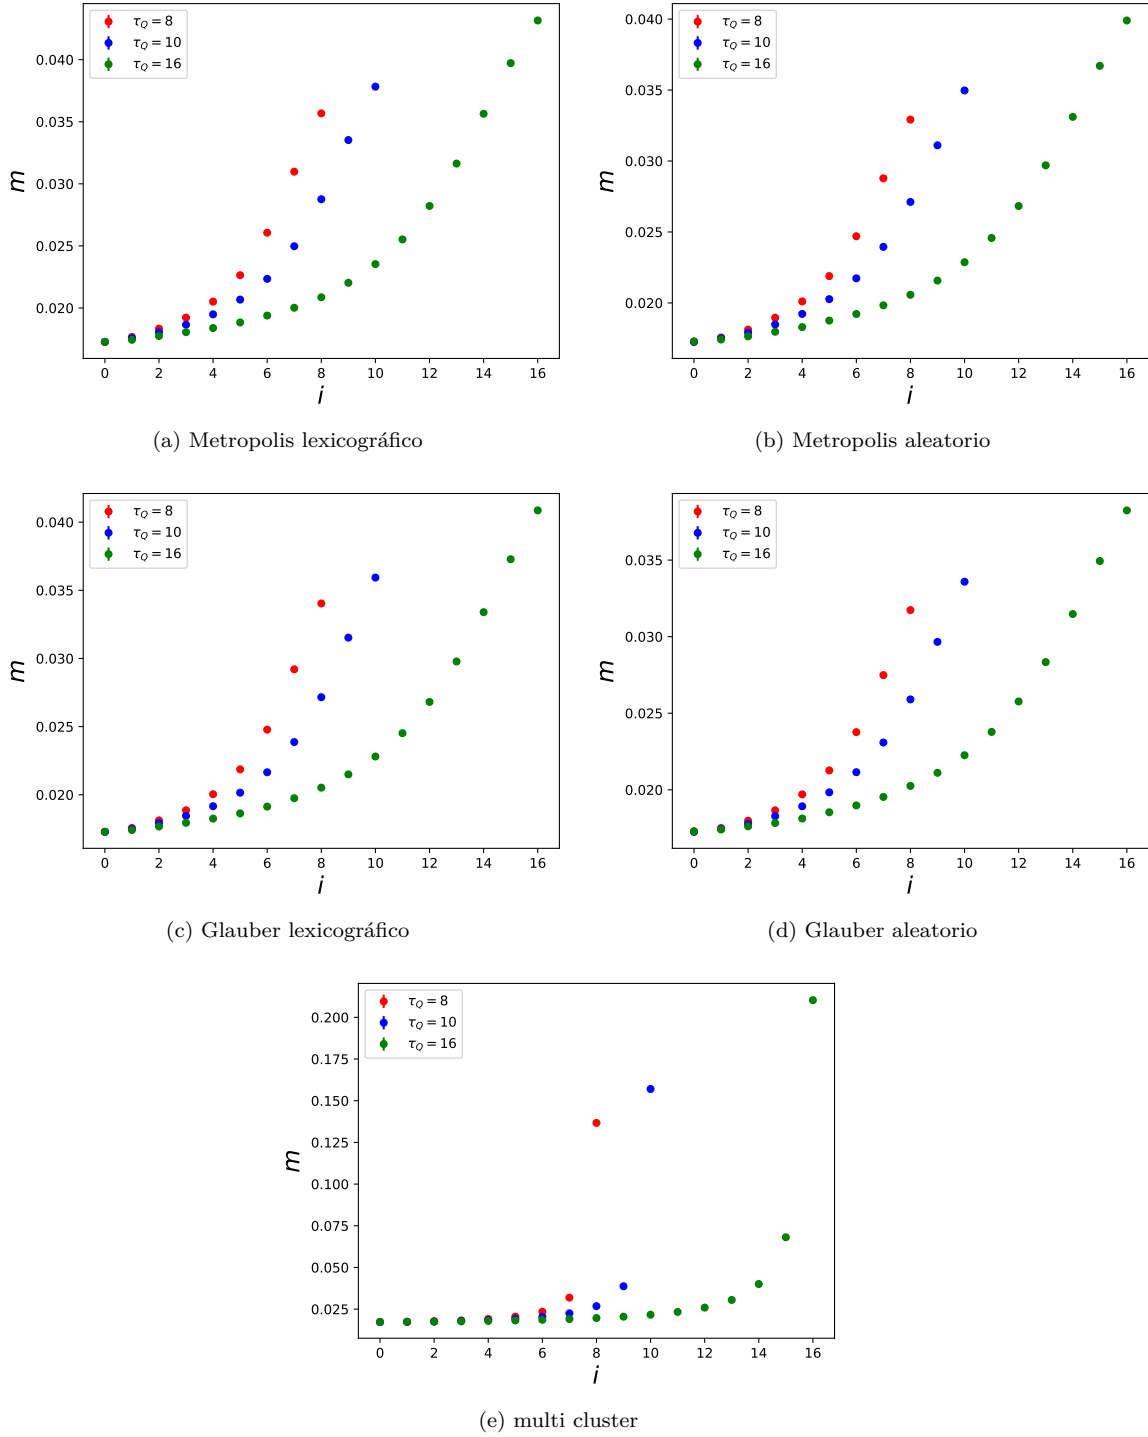 τ_Q = 8
τ_Q = 10
τ_Q = 16
0.040
0.035
0.030
0.025
0.020
m
0 2 4 6 8 10 12 14 16
i
(a) Metropolis lexicográfico
τ_Q = 8
τ_Q = 10
τ_Q = 16
0.040
0.035
0.030
0.025
0.020
m
0 2 4 6 8 10 12 14 16
i
(b) Metropolis aleatorio
τ_Q = 8
τ_Q = 10
τ_Q = 16
0.040
0.035
0.030
0.025
0.020
m
0 2 4 6 8 10 12 14 16
i
(c) Glauber lexicográfico
τ_Q = 8
τ_Q = 10
τ_Q = 16
0.035
0.030
0.025
0.020
m
0 2 4 6 8 10 12 14 16
i
(d) Glauber aleatorio
τ_Q = 8
τ_Q = 10
τ_Q = 16
0.200
0.175
0.150
0.125
0.100
0.075
0.050
0.025
m
0 2 4 6 8 10 12 14 16
i
(e) multi cluster